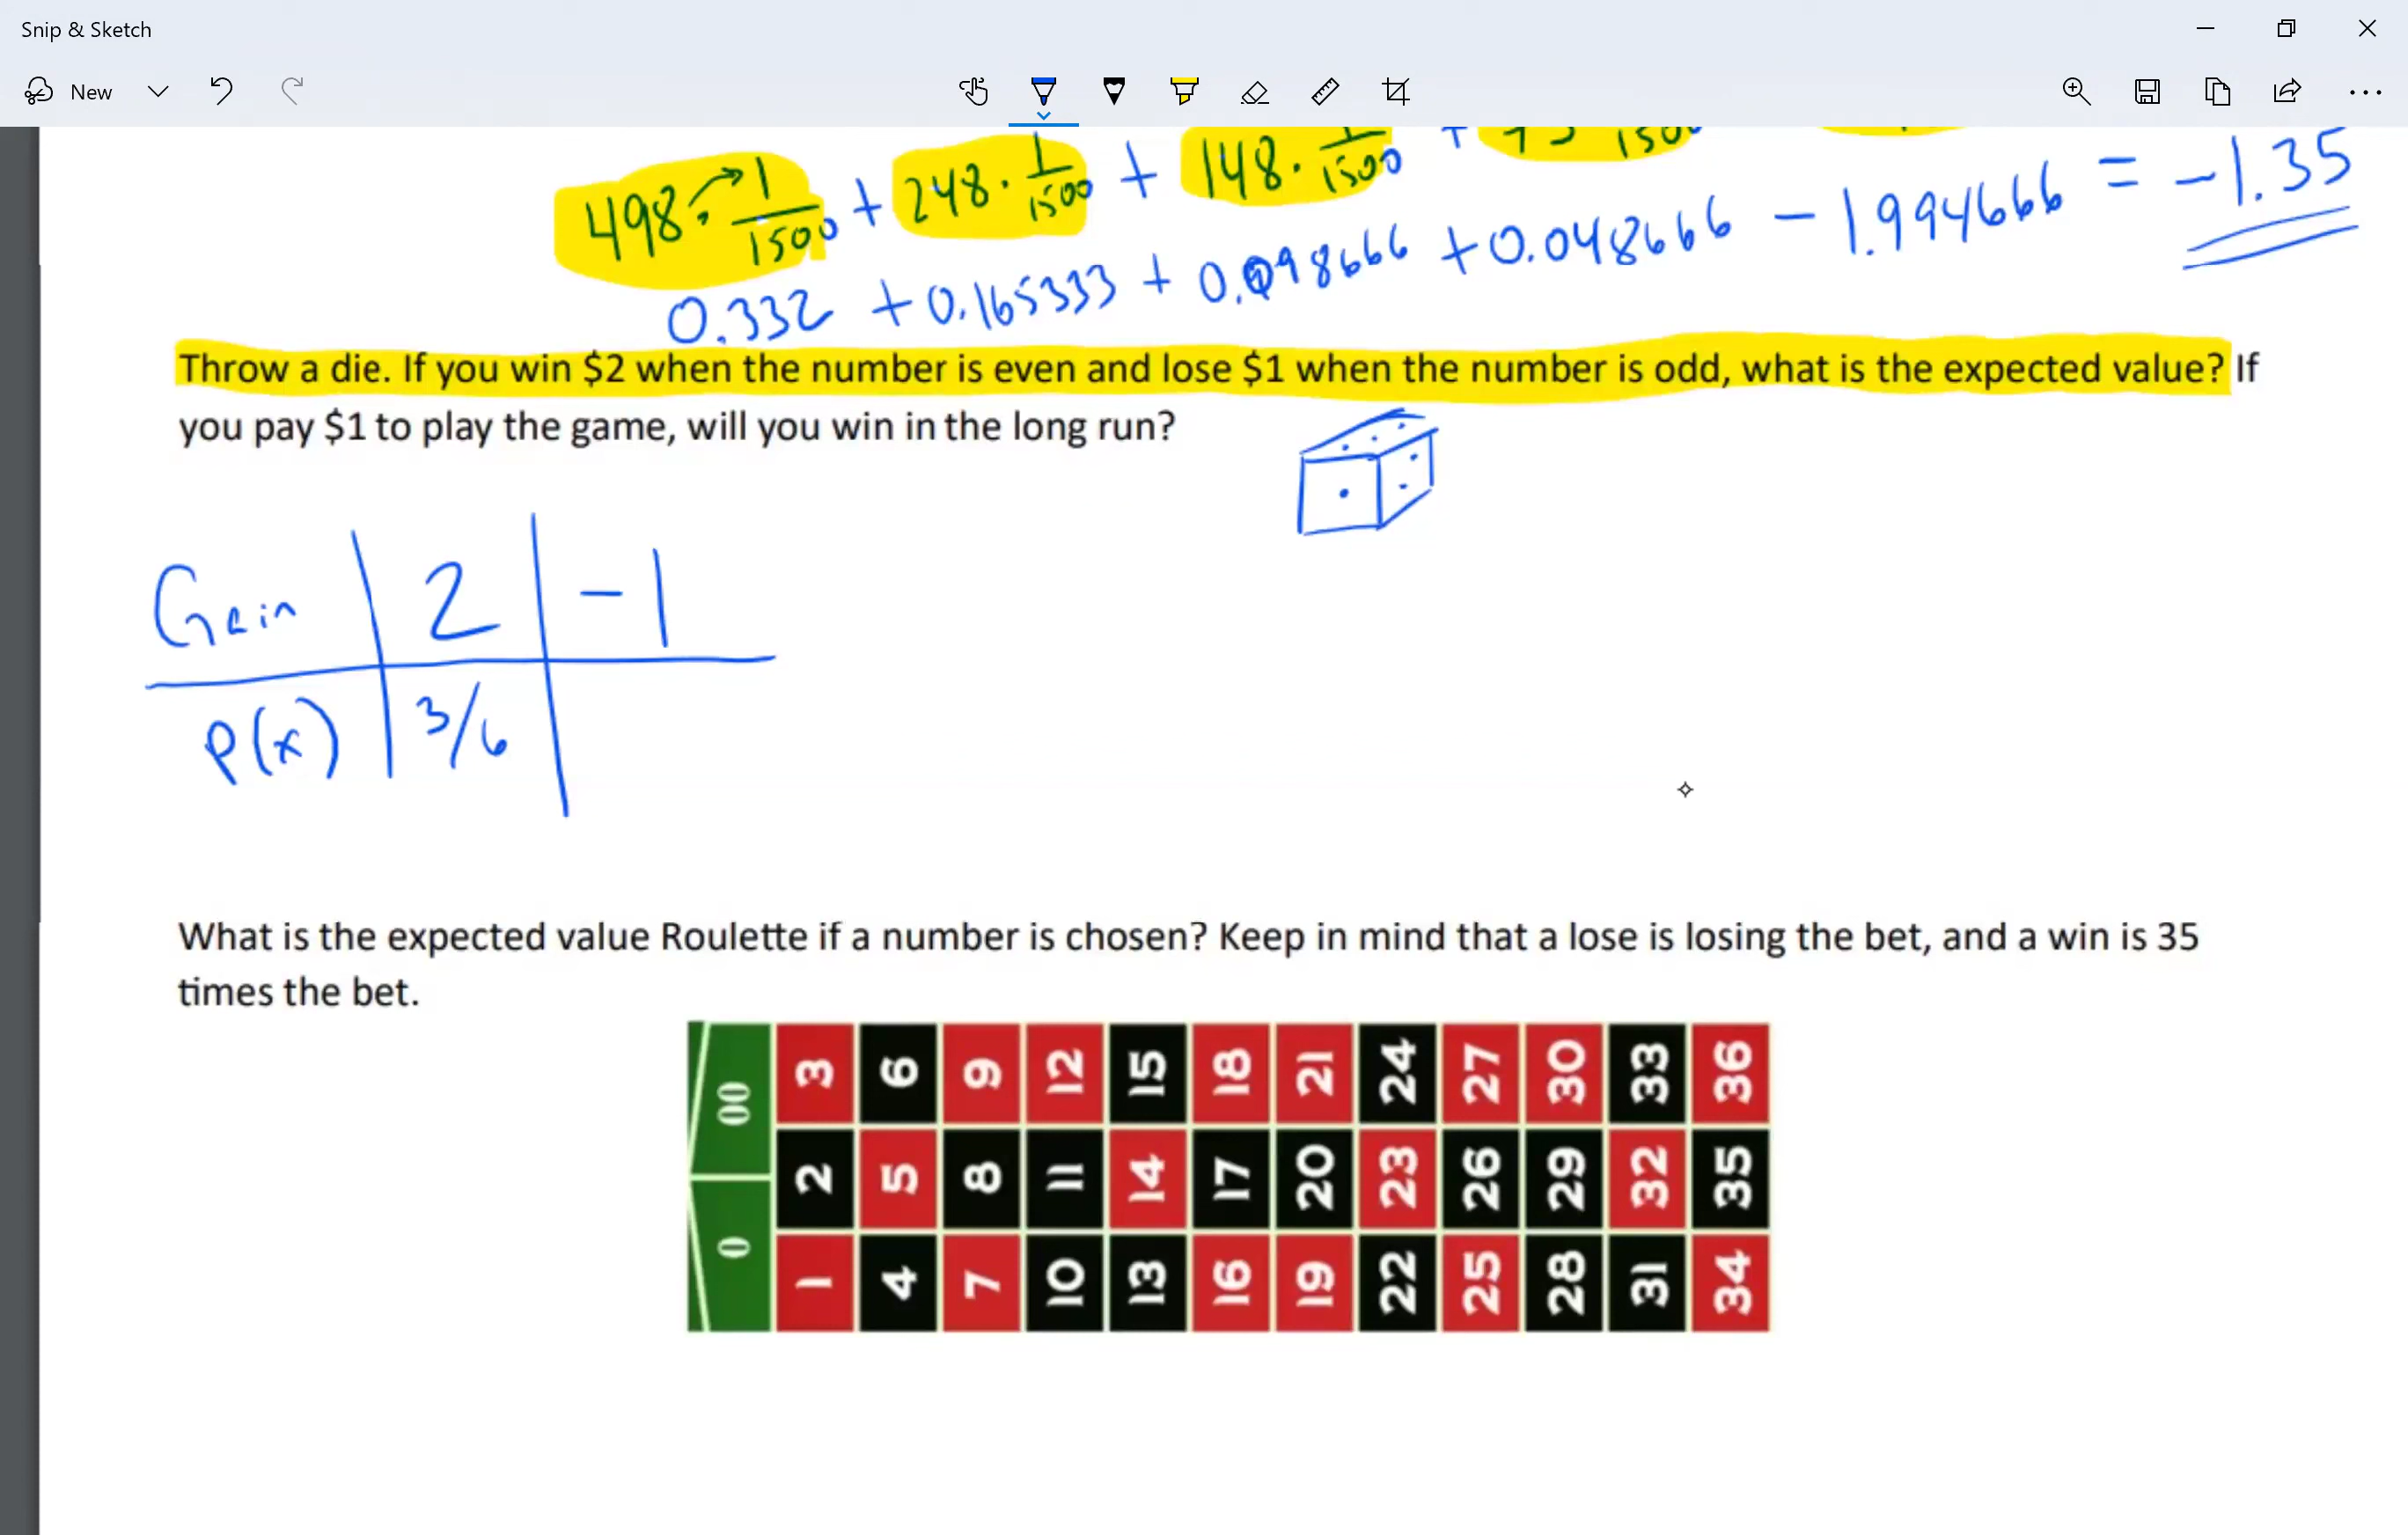 Snip & Sketch
New
498 · 1/1500 + 248 · 1/1500 + 148 · 1/1500 +
0.332 + 0.165333 + 0.098666 + 0.048666 - 1.994666 = -1.35
Throw a die. If you win $2 when the number is even and lose $1 when the number is odd, what is the expected value? If
you pay $1 to play the game, will you win in the long run?
Gain 2 -1
P(x) 3/6
What is the expected value Roulette if a number is chosen? Keep in mind that a lose is losing the bet, and a win is 35
times the bet.
00 3 6 9 12 15 18 21 24 27 30 33 36
2 5 8 11 14 17 20 23 26 29 32 35
0 1 4 7 10 13 16 19 22 25 28 31 34